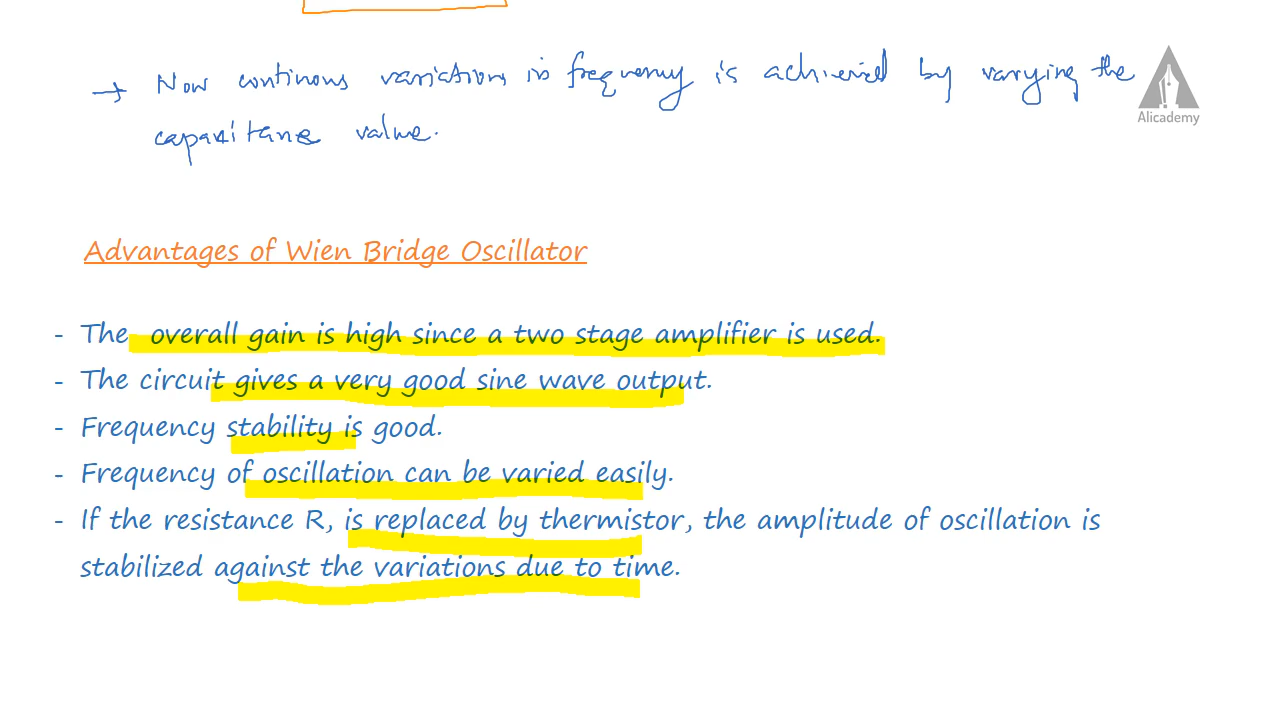 → Now continous variation in frequency is achieved by varying the
capacitance value.
Alicademy
Advantages of Wien Bridge Oscillator
- The overall gain is high since a two stage amplifier is used.
- The circuit gives a very good sine wave output.
- Frequency stability is good.
- Frequency of oscillation can be varied easily.
- If the resistance R, is replaced by thermistor, the amplitude of oscillation is
stabilized against the variations due to time.